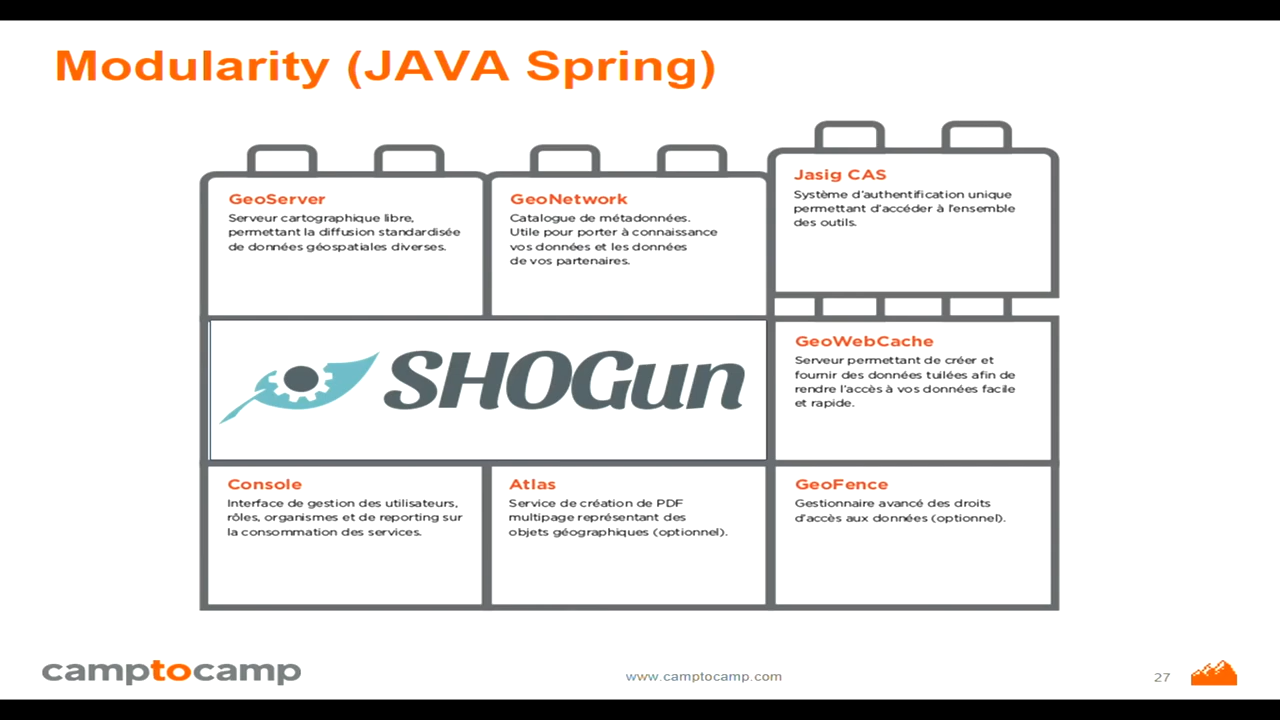 Modularity (JAVA Spring)
GeoServer
Serveur cartographique libre,
permettant la diffusion standardisée
de données géospatiales diverses.
GeoNetwork
Catalogue de métadonnées.
Utile pour porter à connaissance
vos données et les données
de vos partenaires.
Jasig CAS
Système d'authentification unique
permettant d'accéder à l'ensemble
des outils.
SHOGun
GeoWebCache
Serveur permettant de créer et
fournir des données tuilées afin de
rendre l'accès à vos données facile
et rapide.
Console
Interface de gestion des utilisateurs,
rôles, organismes et de reporting sur
la consommation des services.
Atlas
Service de création de PDF
multipage représentant des
objets géographiques (optionnel).
GeoFence
Gestionnaire avancé des droits
d'accès aux données (optionnel).
camptocamp
www.camptocamp.com
27